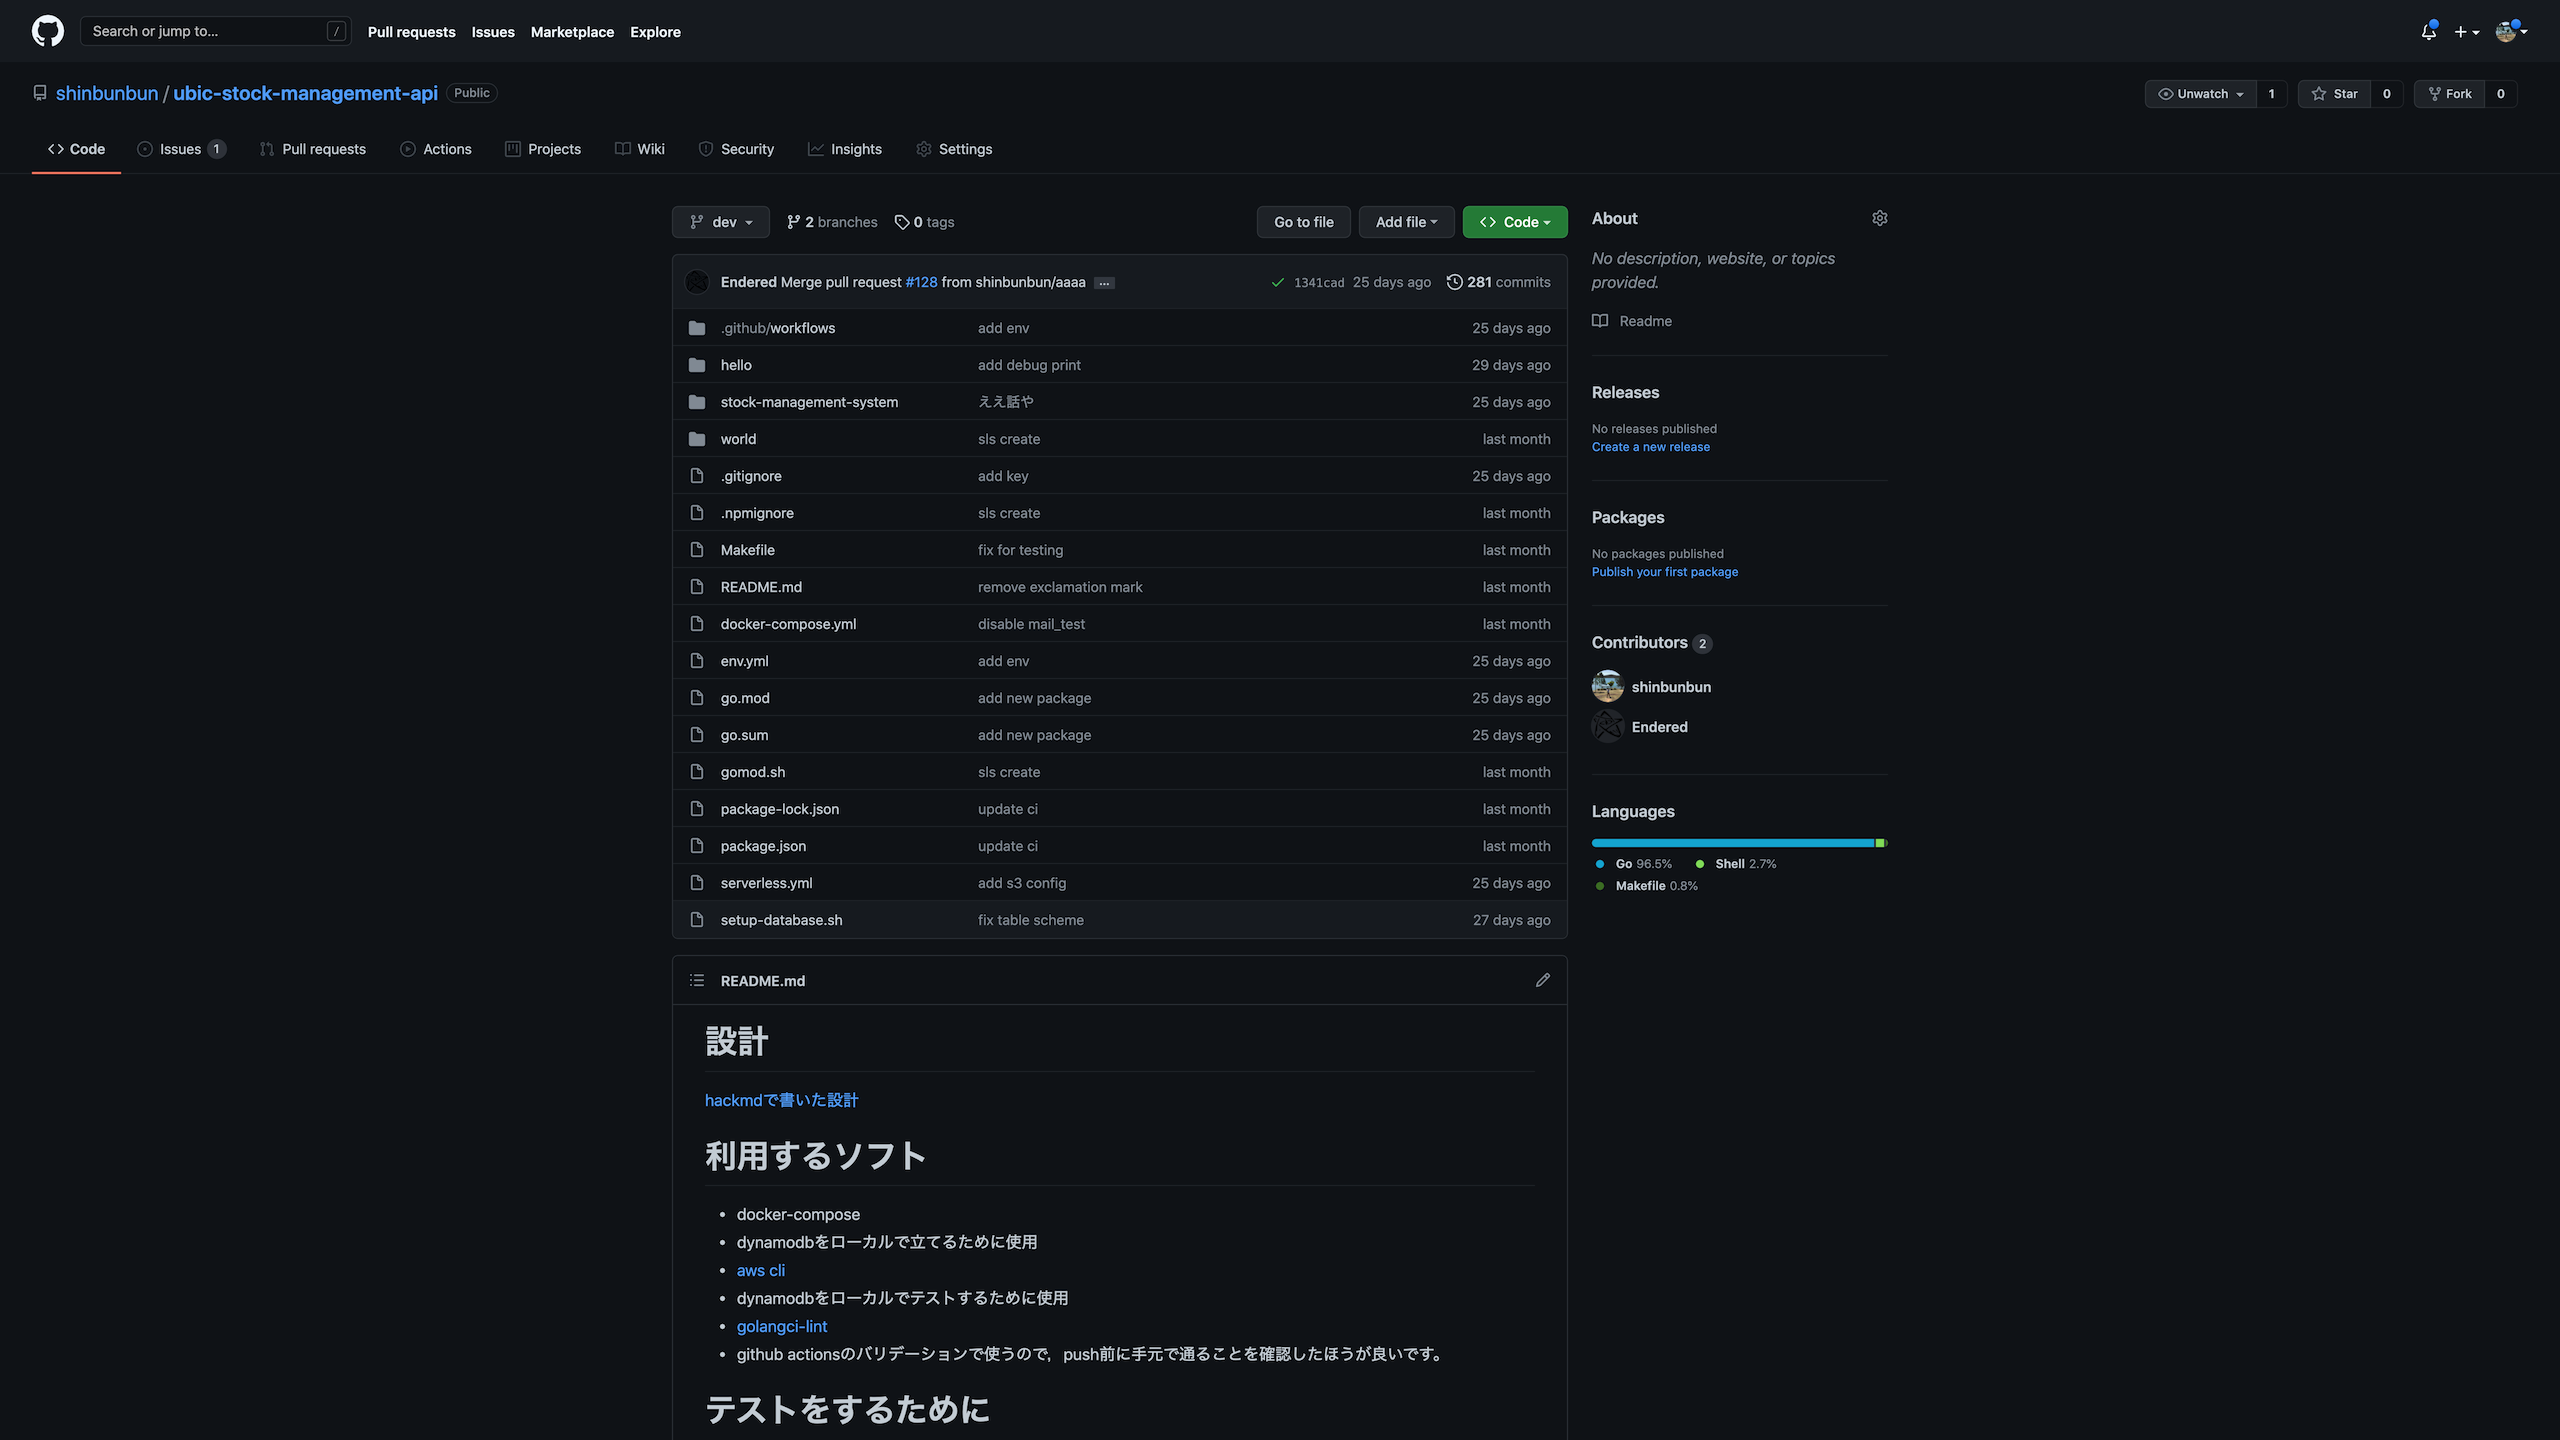 Search or jump to... / Pull requests Issues Marketplace Explore
shinbunbun / ubic-stock-management-api Public Unwatch 1 Star 0 Fork 0
Code Issues 1 Pull requests Actions Projects Wiki Security Insights Settings
dev 2 branches 0 tags Go to file Add file Code
Endered Merge pull request #128 from shinbunbun/aaaa ... 1341cad 25 days ago 281 commits
.github/workflows add env 25 days ago
hello add debug print 29 days ago
stock-management-system ええ話や 25 days ago
world sls create last month
.gitignore add key 25 days ago
.npmignore sls create last month
Makefile fix for testing last month
README.md remove exclamation mark last month
docker-compose.yml disable mail_test last month
env.yml add env 25 days ago
go.mod add new package 25 days ago
go.sum add new package 25 days ago
gomod.sh sls create last month
package-lock.json update ci last month
package.json update ci last month
serverless.yml add s3 config 25 days ago
setup-database.sh fix table scheme 27 days ago
README.md
設計
hackmdで書いた設計
利用するソフト
• docker-compose
• dynamodbをローカルで立てるために使用
• aws cli
• dynamodbをローカルでテストするために使用
• golangci-lint
• github actionsのバリデーションで使うので，push前に手元で通ることを確認したほうが良いです。
テストをするために
About
No description, website, or topics
provided.
Readme
Releases
No releases published
Create a new release
Packages
No packages published
Publish your first package
Contributors 2
shinbunbun
Endered
Languages
Go 96.5% Shell 2.7%
Makefile 0.8%